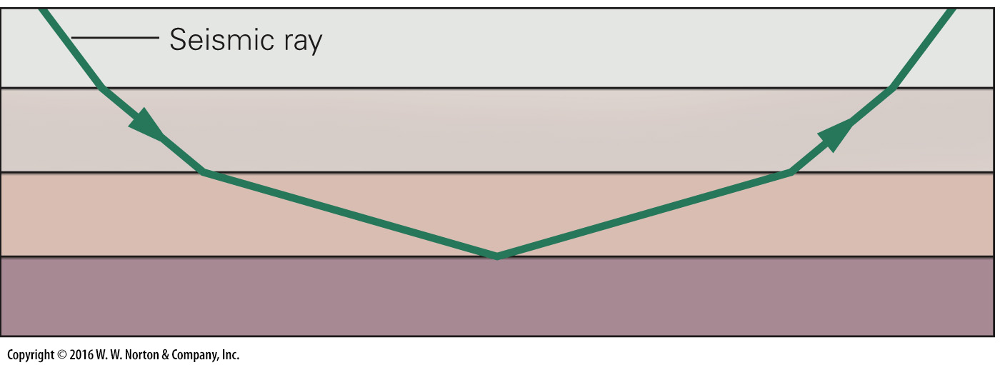 Seismic ray
Copyright © 2016 W. W. Norton & Company, Inc.